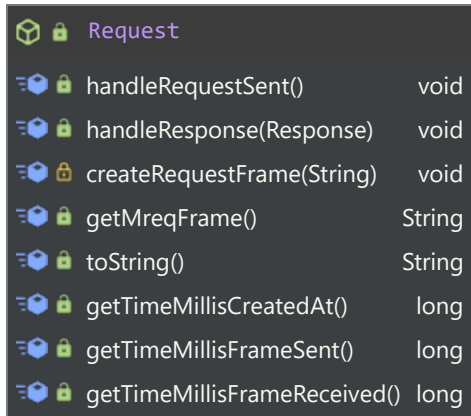 Request
handleRequestSent() void
handleResponse(Response) void
createRequestFrame(String) void
getMreqFrame() String
toString() String
getTimeMillisCreatedAt() long
getTimeMillisFrameSent() long
getTimeMillisFrameReceived() long